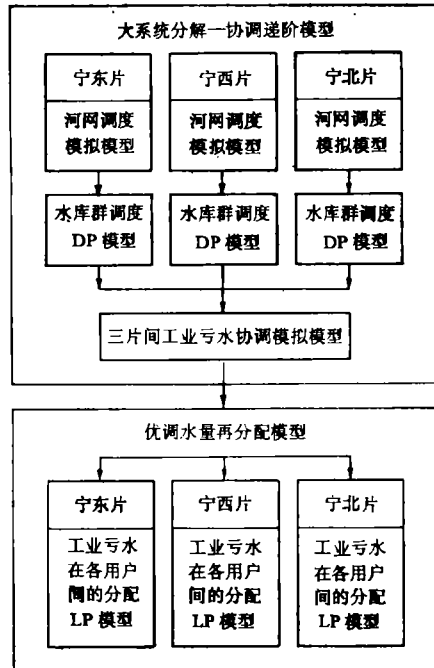 大系统分解一协调递阶模型
宁东片
宁西片
宁北片
河网调度
模拟模型
河网调度
模拟模型
河网调度
模拟模型
水库群调度
DP 模型
水库群调度
DP 模型
水库群调度
DP 模型
三片间工业亏水协调模拟模型
优调水量再分配模型
宁东片
宁西片
宁北片
工业亏水
在各用户
间的分配
LP 模型
工业亏水
在各用户
间的分配
LP 模型
工业亏水
在各用户
间的分配
LP 模型